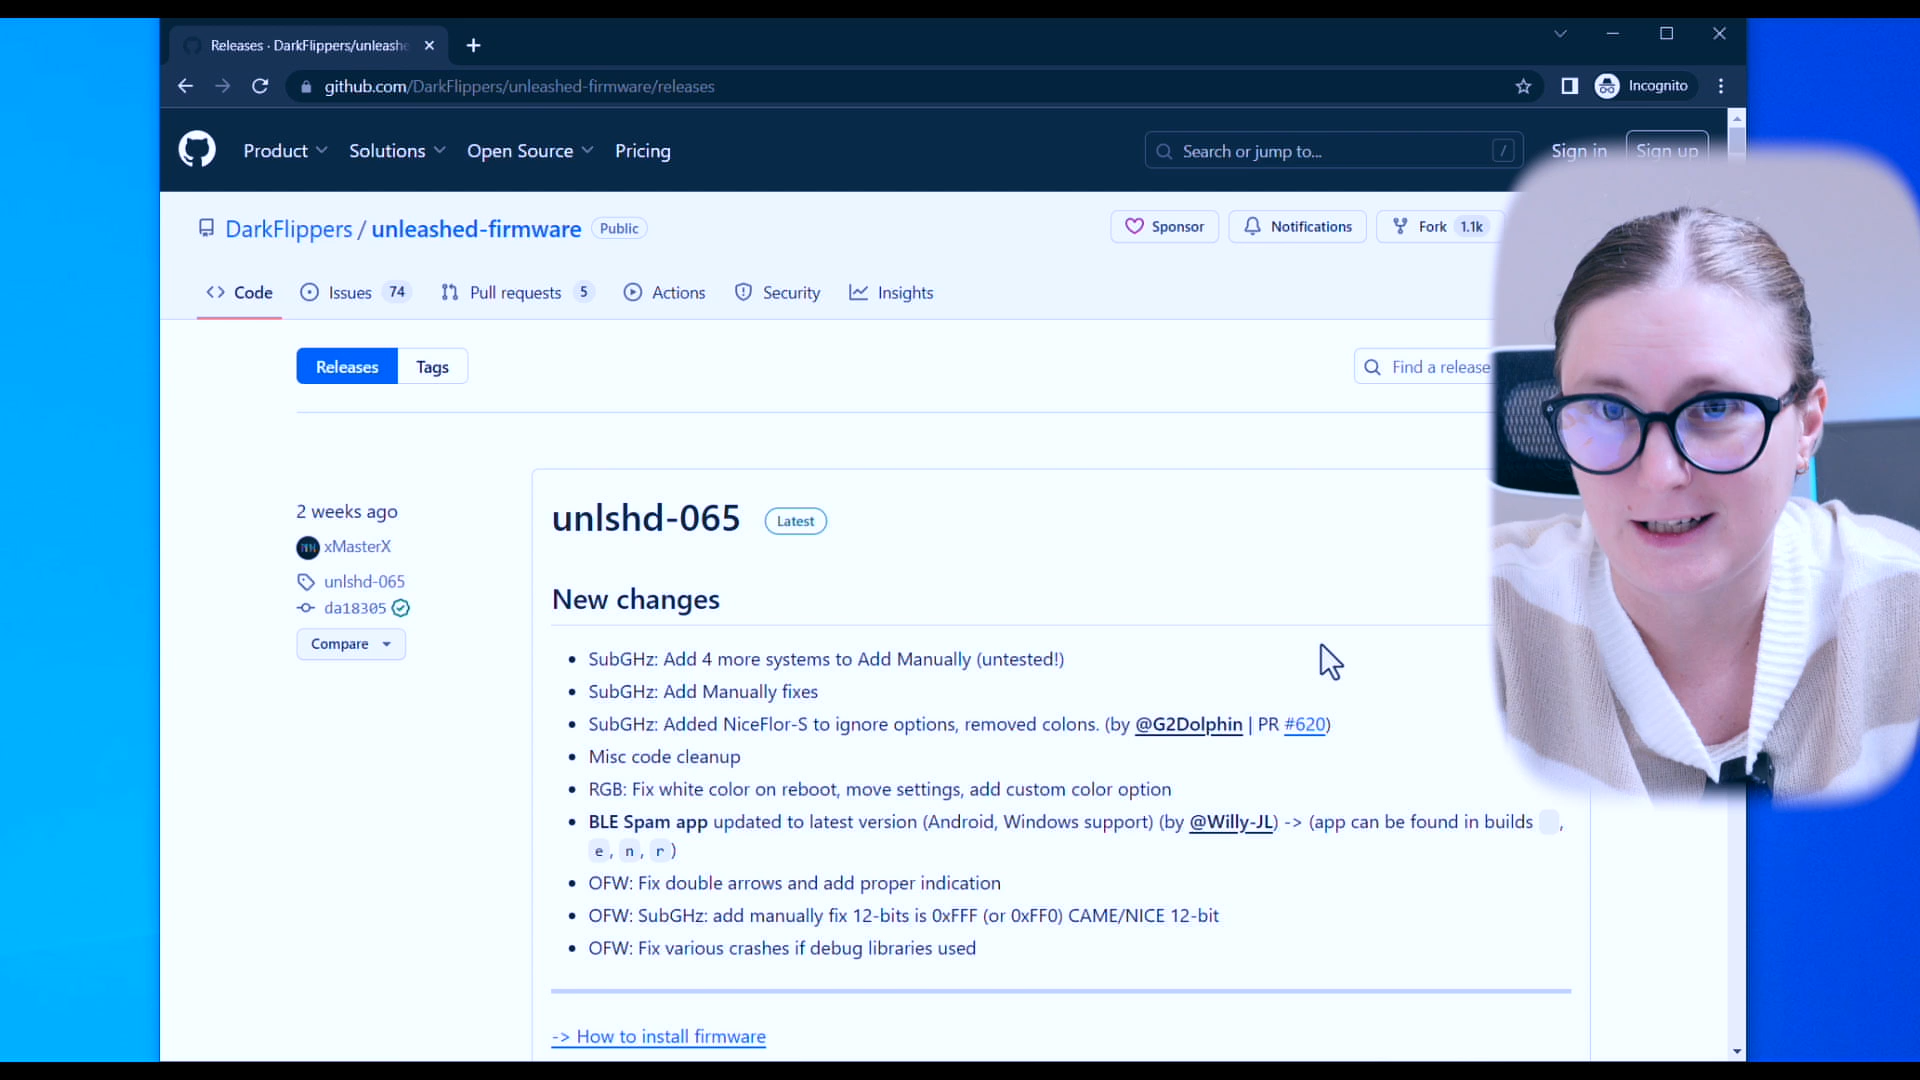 Releases · DarkFlippers/unleashe
github.com/DarkFlippers/unleashed-firmware/releases
Incognito
Product
Solutions
Open Source
Pricing
Search or jump to...
/
Sign in
Sign up
DarkFlippers / unleashed-firmware
Public
Sponsor
Notifications
Fork 1.1k
Code
Issues 74
Pull requests 5
Actions
Security
Insights
Releases
Tags
Find a release
2 weeks ago
xMasterX
unlshd-065
da18305
Compare
unlshd-065 Latest
New changes
• SubGHz: Add 4 more systems to Add Manually (untested!)
• SubGHz: Add Manually fixes
• SubGHz: Added NiceFlor-S to ignore options, removed colons. (by @G2Dolphin | PR #620)
• Misc code cleanup
• RGB: Fix white color on reboot, move settings, add custom color option
• BLE Spam app updated to latest version (Android, Windows support) (by @Willy-JL) -> (app can be found in builds ,
e , n , r )
• OFW: Fix double arrows and add proper indication
• OFW: SubGHz: add manually fix 12-bits is 0xFFF (or 0xFF0) CAME/NICE 12-bit
• OFW: Fix various crashes if debug libraries used
-> How to install firmware